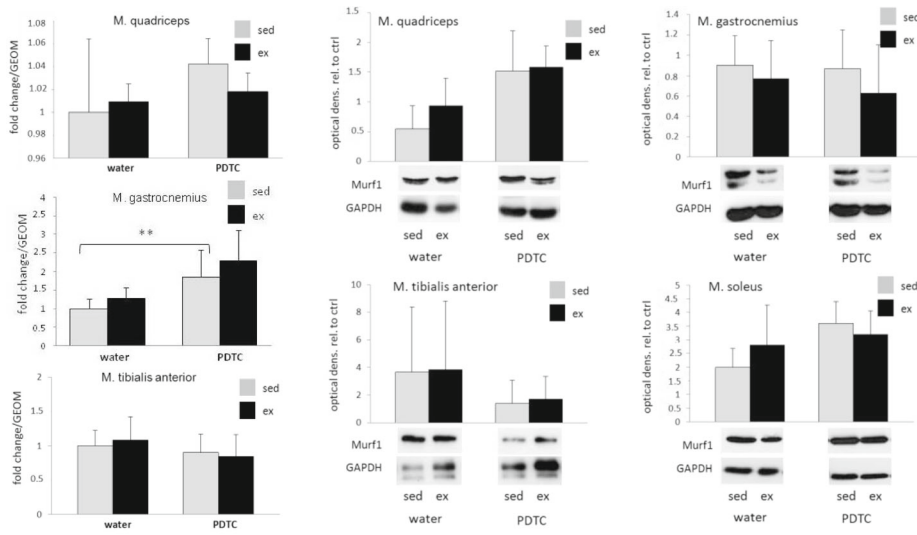 M. quadriceps
sed
ex
fold change/GEOM
1.08
1.06
1.04
1.02
1
0.98
0.96
water
PDTC
M. gastrocnemius
sed
ex
fold change/GEOM
4
3.5
3
2.5
2
1.5
1
0.5
0
**
water
PDTC
M. tibialis anterior
sed
ex
fold change/GEOM
2
1.5
1
0.5
0
water
PDTC
M. quadriceps
sed
ex
optical dens. rel. to ctrl
2.5
2
1.5
1
0.5
0
Murf1
GAPDH
sed ex sed ex
water PDTC
M. tibialis anterior
sed
ex
optical dens. rel. to ctrl
10
8
6
4
2
0
Murf1
GAPDH
sed ex sed ex
water PDTC
M. gastrocnemius
sed
ex
optical dens. rel. to ctrl
1.4
1.2
1
0.8
0.6
0.4
0.2
0
Murf1
GAPDH
sed ex sed ex
water PDTC
M. soleus
sed
ex
optical dens. rel. to ctrl
5
4.5
4
3.5
3
2.5
2
1.5
1
0.5
0
Murf1
GAPDH
sed ex sed ex
water PDTC